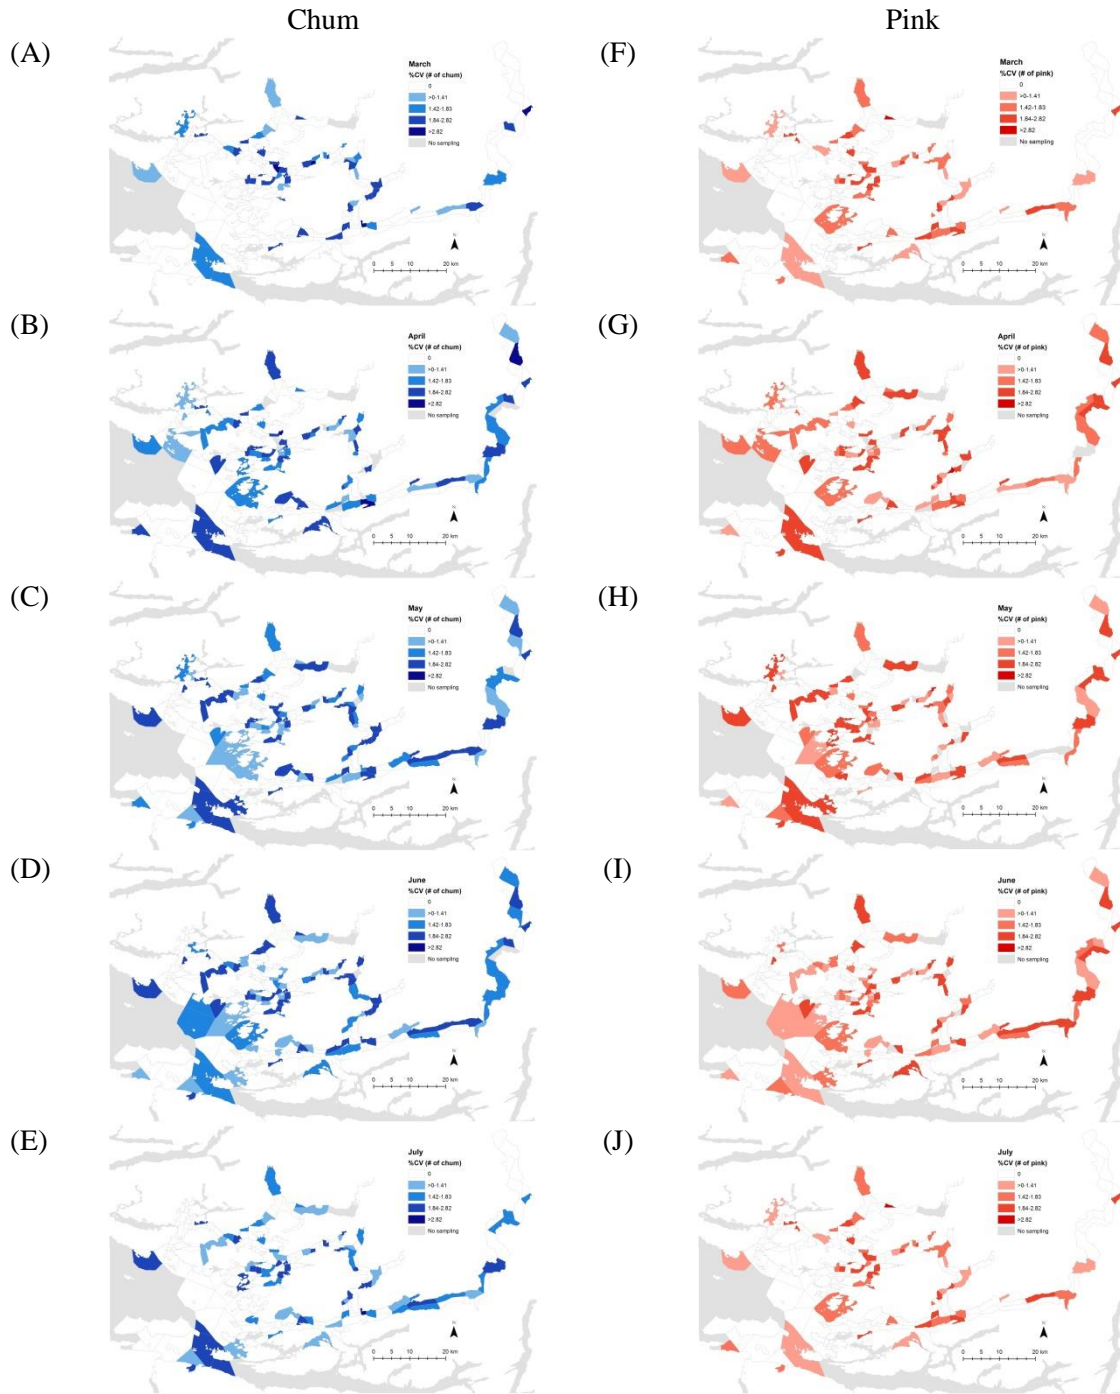 Chum
Pink
(A)
March
%CV (# of chum)
0
>0-1.41
1.42-1.83
1.84-2.82
>2.82
No sampling
N
0 5 10 20 km
(F)
March
%CV (# of pink)
0
>0-1.41
1.42-1.83
1.84-2.82
>2.82
No sampling
N
0 5 10 20 km
(B)
April
%CV (# of chum)
0
>0-1.41
1.42-1.83
1.84-2.82
>2.82
No sampling
N
0 5 10 20 km
(G)
April
%CV (# of pink)
0
>0-1.41
1.42-1.83
1.84-2.82
>2.82
No sampling
N
0 5 10 20 km
(C)
May
%CV (# of chum)
0
>0-1.41
1.42-1.83
1.84-2.82
>2.82
No sampling
N
0 5 10 20 km
(H)
May
%CV (# of pink)
0
>0-1.41
1.42-1.83
1.84-2.82
>2.82
No sampling
N
0 5 10 20 km
(D)
June
%CV (# of chum)
0
>0-1.41
1.42-1.83
1.84-2.82
>2.82
No sampling
N
0 5 10 20 km
(I)
June
%CV (# of pink)
0
>0-1.41
1.42-1.83
1.84-2.82
>2.82
No sampling
N
0 5 10 20 km
(E)
July
%CV (# of chum)
0
>0-1.41
1.42-1.83
1.84-2.82
>2.82
No sampling
N
0 5 10 20 km
(J)
July
%CV (# of pink)
0
>0-1.41
1.42-1.83
1.84-2.82
>2.82
No sampling
N
0 5 10 20 km